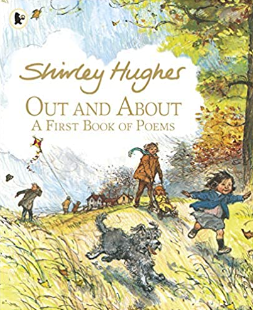 Shirley Hughes
OUT AND ABOUT
A FIRST BOOK OF POEMS